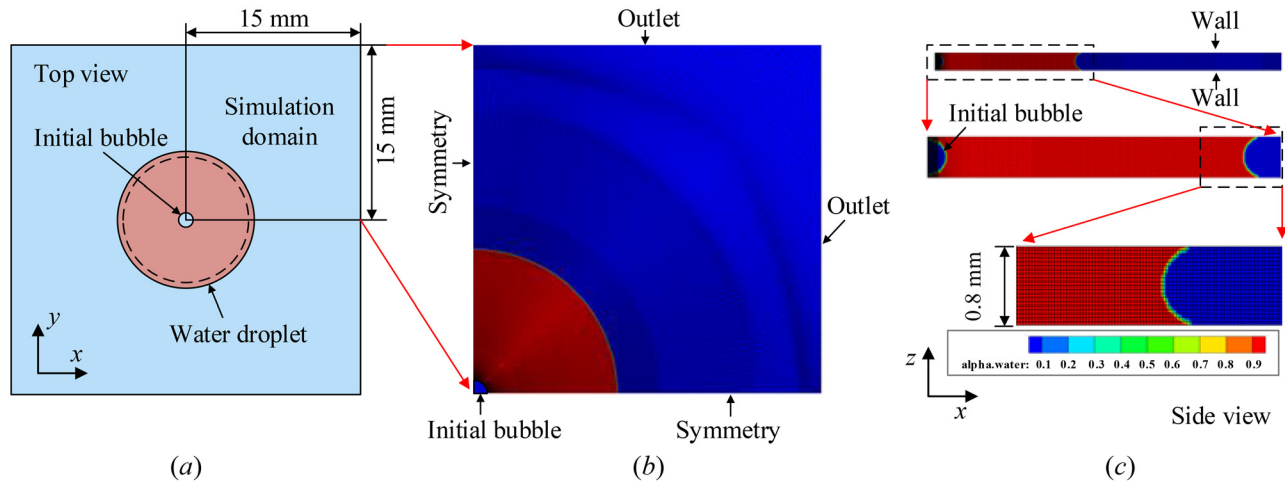 15 mm
Top view
Simulation
domain
Initial bubble
15 mm
Water droplet
y
x
(a)
Outlet
Symmetry
Outlet
Initial bubble
Symmetry
(b)
Wall
Wall
Initial bubble
0.8 mm
alpha.water: 0.1 0.2 0.3 0.4 0.5 0.6 0.7 0.8 0.9
z
x
Side view
(c)